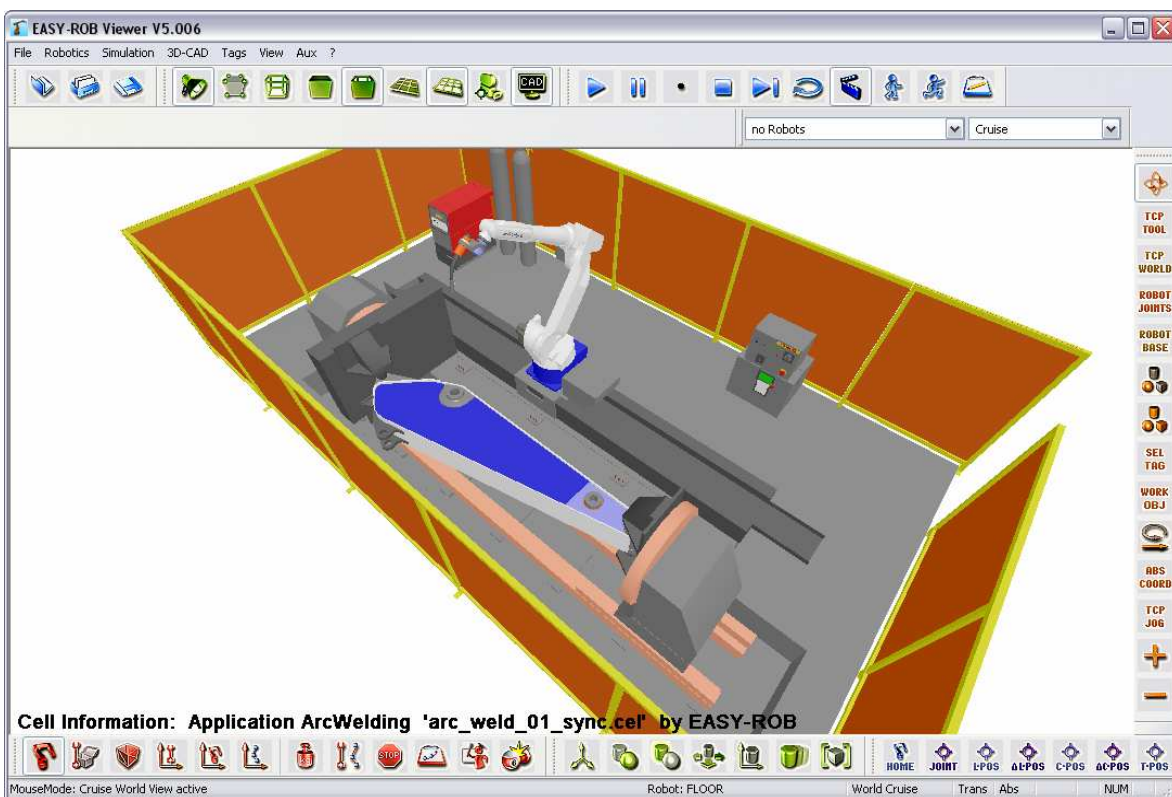 EASY-ROB Viewer V5.006
File Robotics Simulation 3D-CAD Tags View Aux ?
CAD
no Robots Cruise
TCP
TOOL
TCP
WORLD
ROBOT
JOINTS
ROBOT
BASE
SEL
TAG
WORK
OBJ
ABS
COORD
TCP
JOG
Cell Information: Application ArcWelding 'arc_weld_01_sync.cel' by EASY-ROB
STOP
HOME JOINT L-POS ΔL-POS C-POS ΔC-POS T-POS
MouseMode: Cruise World View active Robot: FLOOR World Cruise Trans Abs NUM